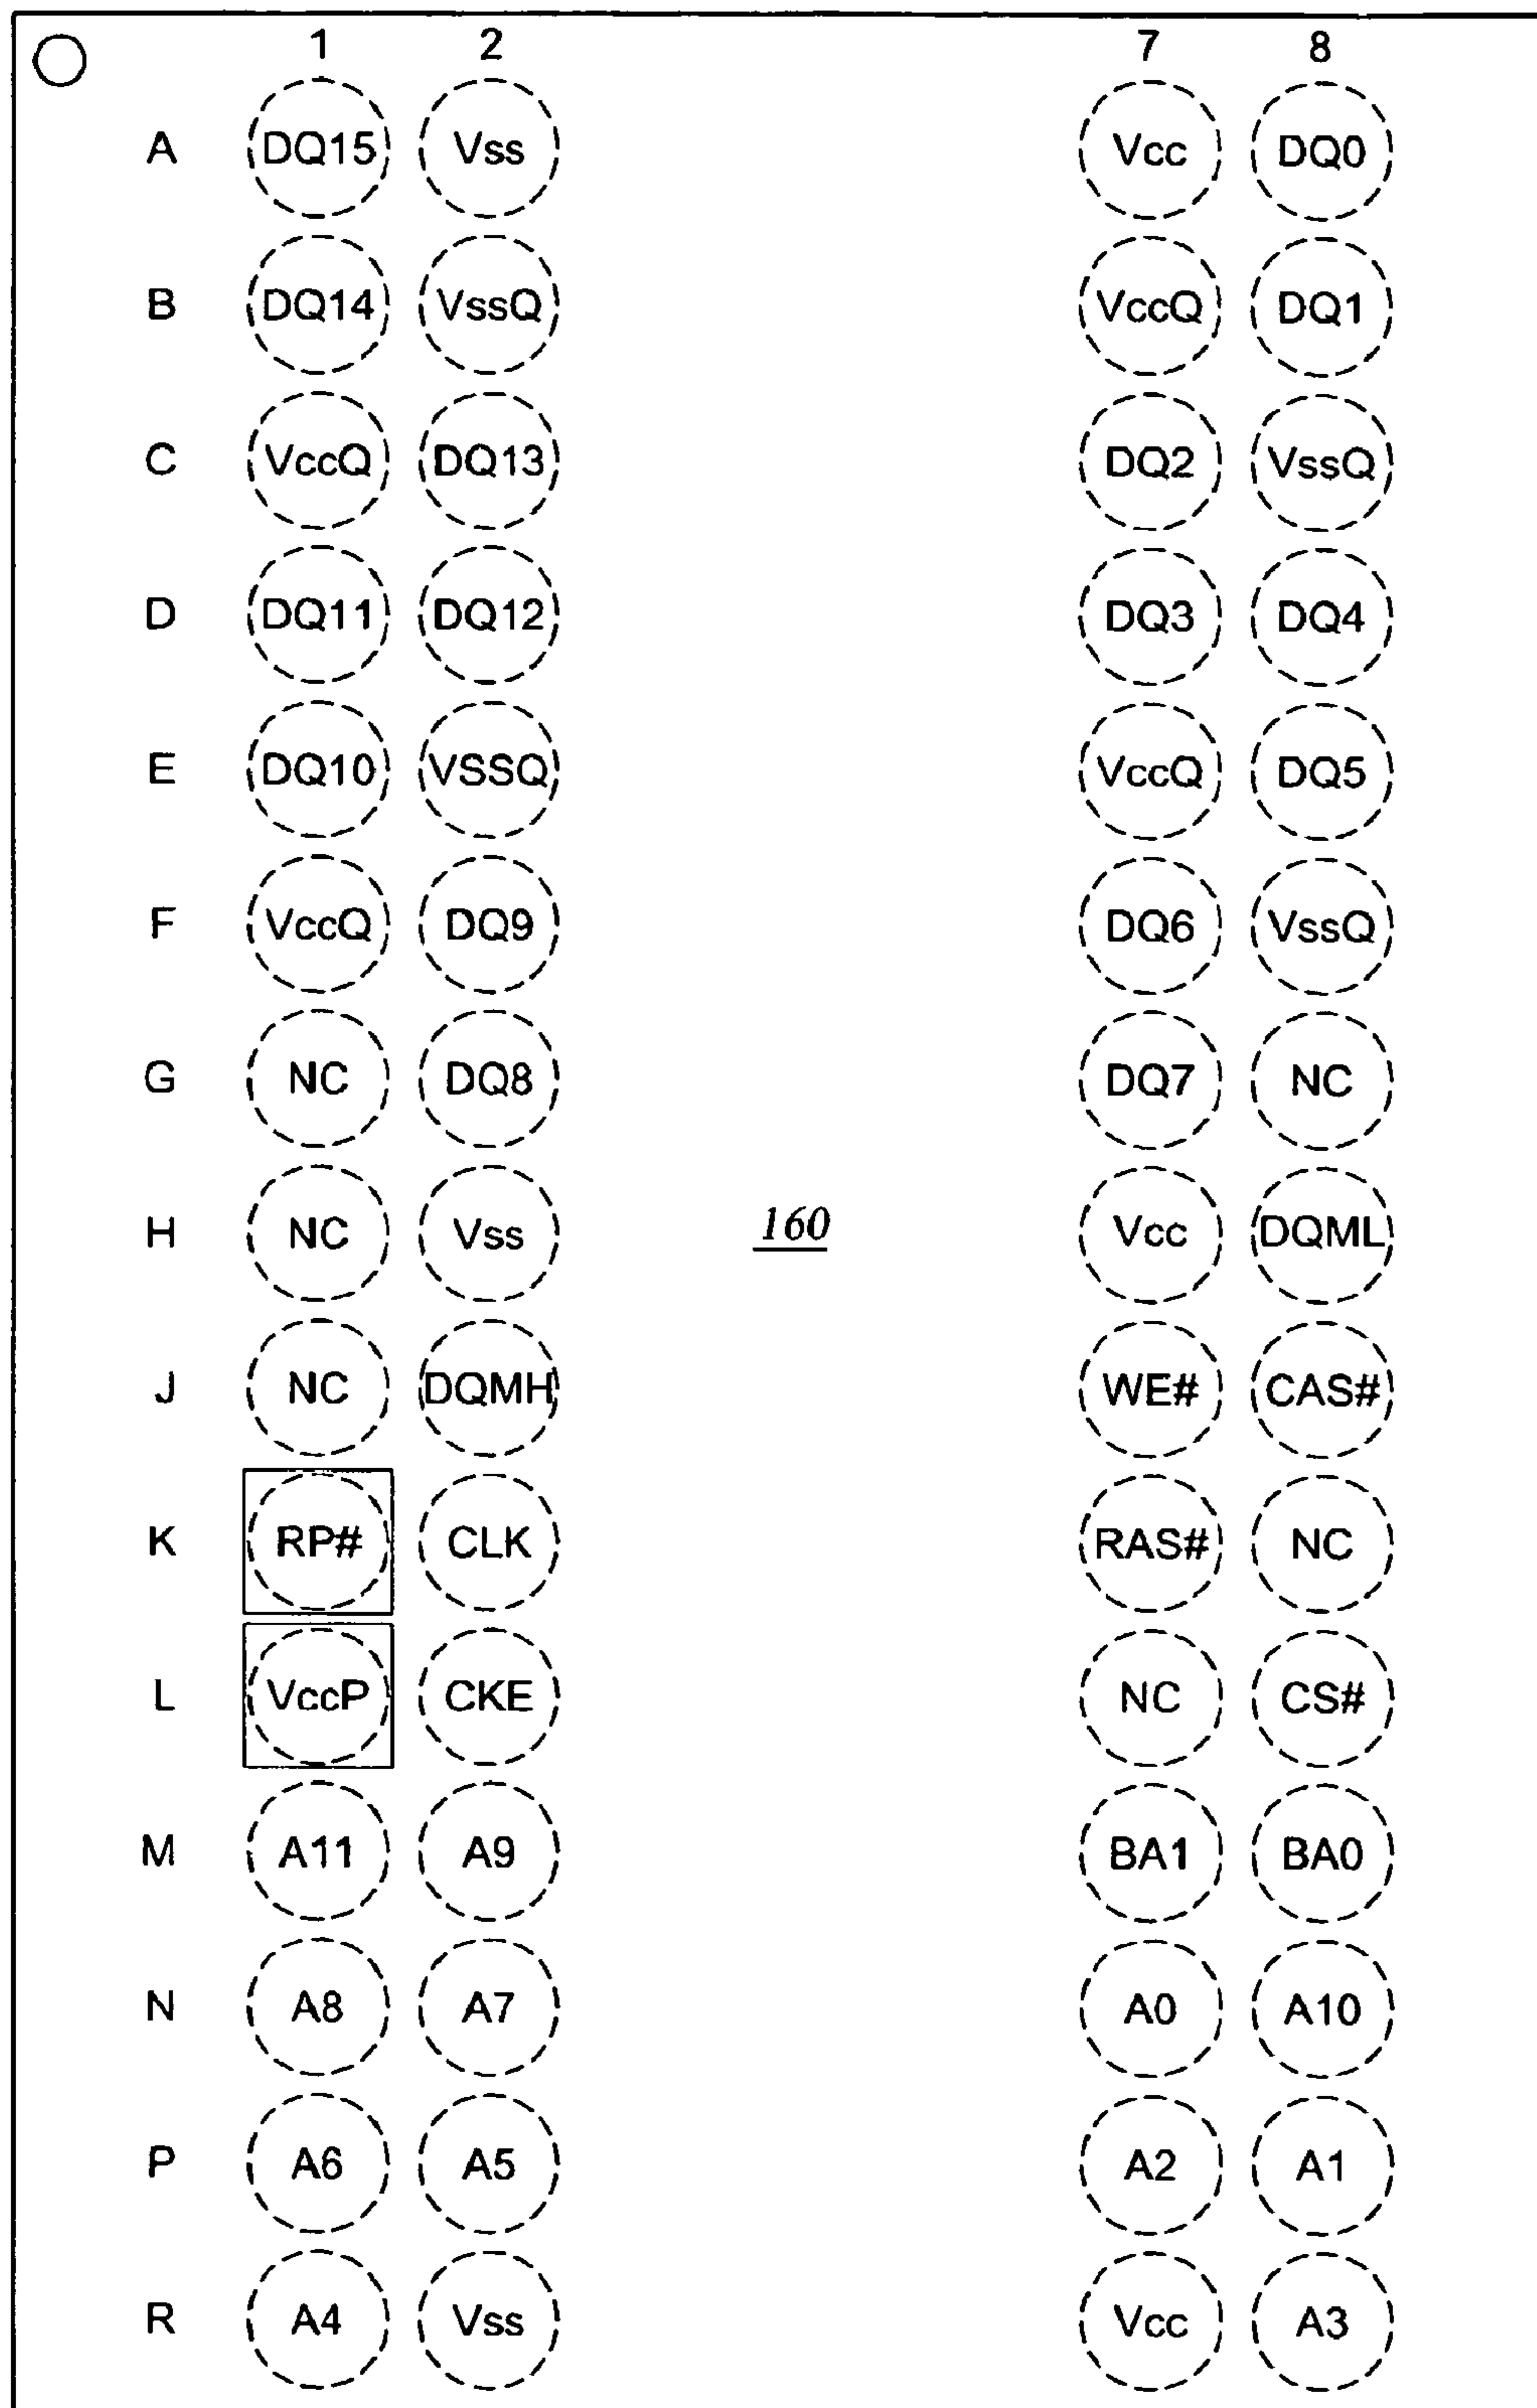 1 2 7 8
A DQ15 Vss Vcc DQ0
B DQ14 VssQ VccQ DQ1
C VccQ DQ13 DQ2 VssQ
D DQ11 DQ12 DQ3 DQ4
E DQ10 VSSQ VccQ DQ5
F VccQ DQ9 DQ6 VssQ
G NC DQ8 DQ7 NC
H NC Vss 160 Vcc DQML
J NC DQMH WE# CAS#
K RP# CLK RAS# NC
L VccP CKE NC CS#
M A11 A9 BA1 BA0
N A8 A7 A0 A10
P A6 A5 A2 A1
R A4 Vss Vcc A3